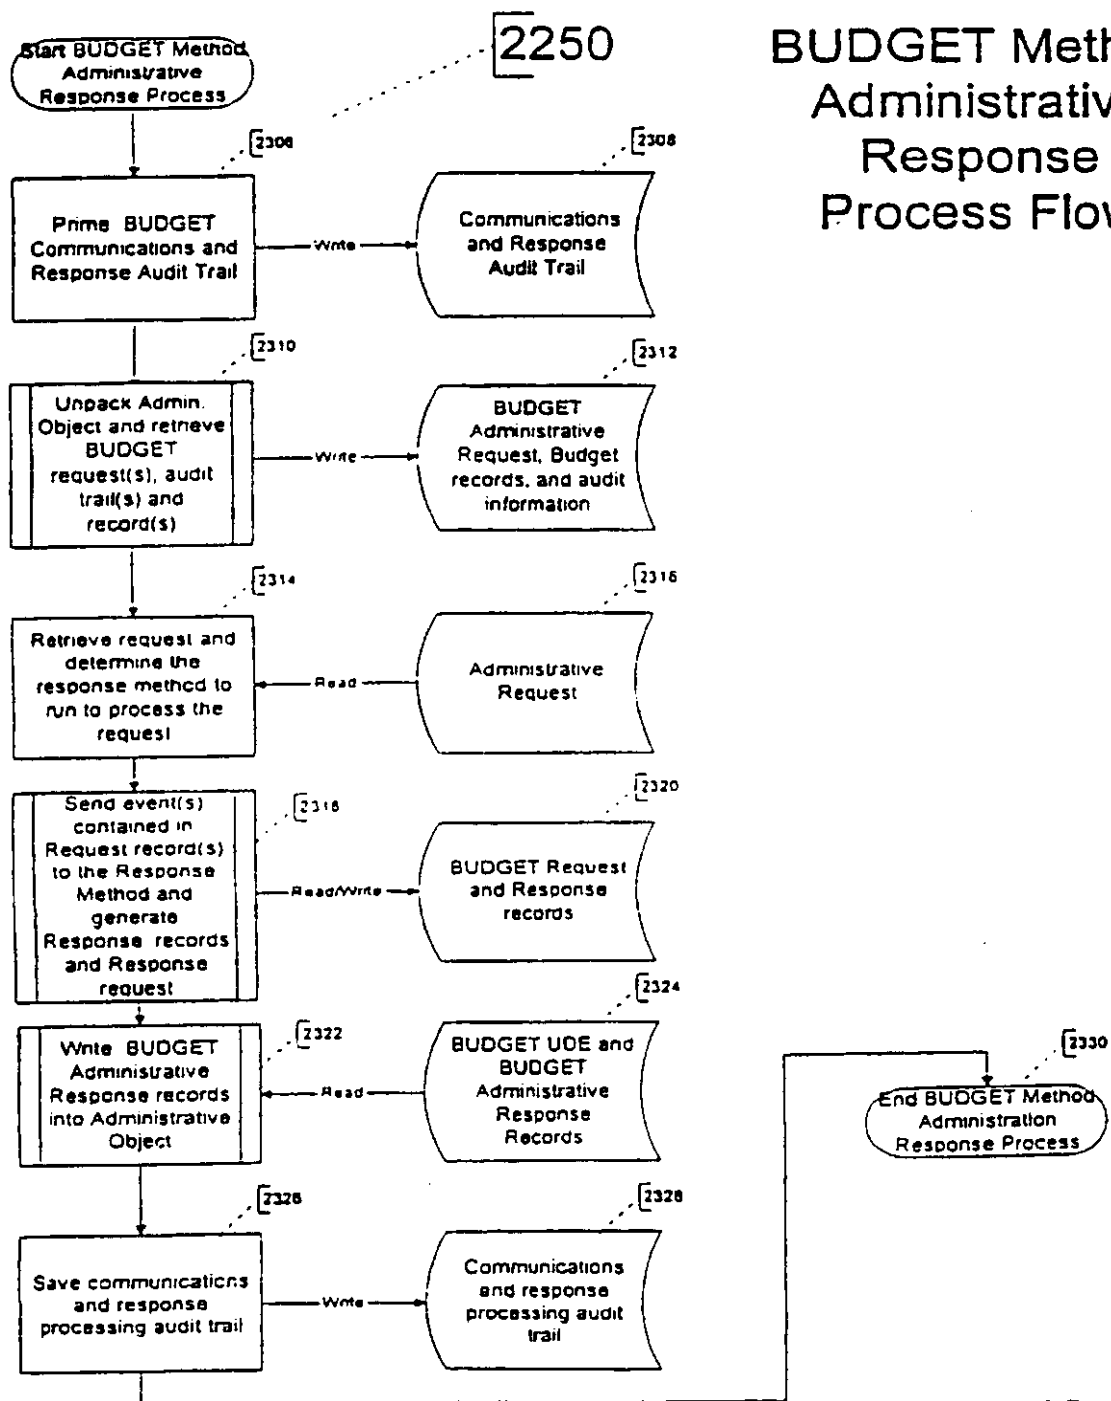 Start BUDGET Method
Administrative
Response Process
2250
BUDGET Meth
Administrativ
Response
Process Flow
2306
Prime BUDGET
Communications and
Response Audit Trail
Write
2308
Communications
and Response
Audit Trail
2310
Unpack Admin.
Object and retrieve
BUDGET
request(s), audit
trail(s) and
record(s)
Write
2312
BUDGET
Administrative
Request, Budget
records, and audit
information
2314
Retrieve request and
determine the
response method to
run to process the
request
Read
2316
Administrative
Request
2318
Send event(s)
contained in
Request record(s)
to the Response
Method and
generate
Response records
and Response
request
Read/Write
2320
BUDGET Request
and Response
records
2322
Write BUDGET
Administrative
Response records
into Administrative
Object
Read
2324
BUDGET UDE and
BUDGET
Administrative
Response
Records
2326
Save communications
and response
processing audit trail
Write
2328
Communications
and response
processing audit
trail
2330
End BUDGET Method
Administration
Response Process